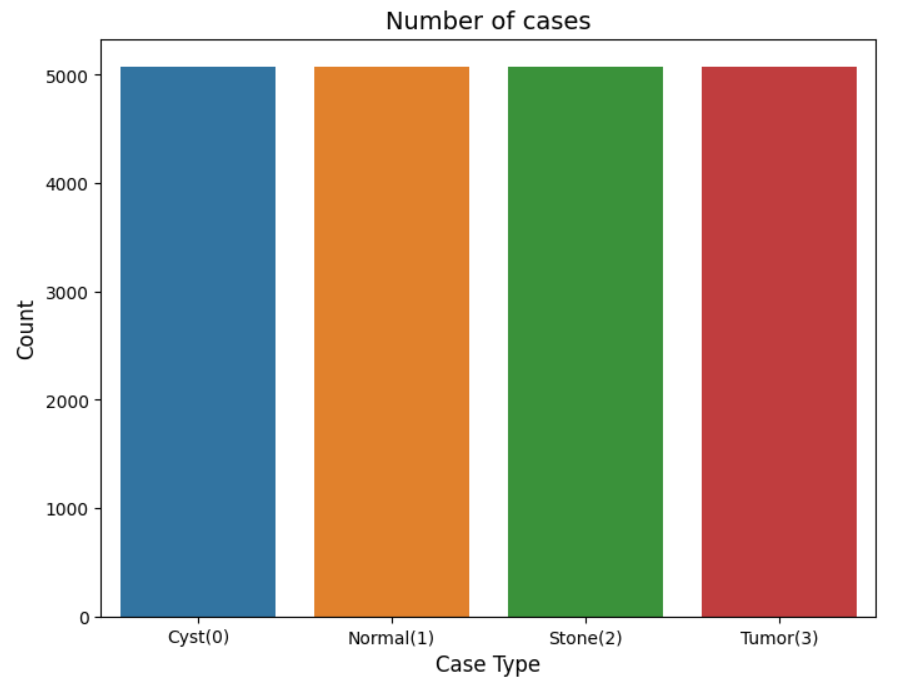 Number of cases
Count
5000
4000
3000
2000
1000
0
Cyst(0) Normal(1) Stone(2) Tumor(3)
Case Type